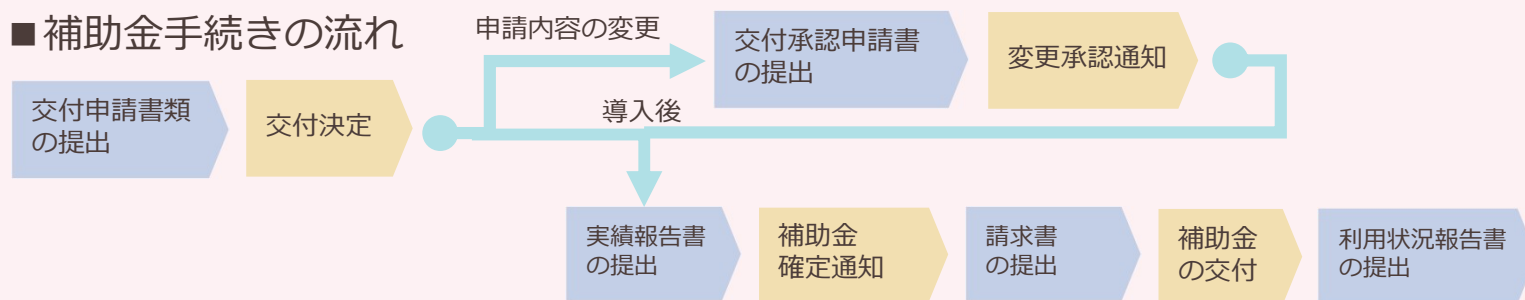 ■補助金手続きの流れ
申請内容の変更
交付承認申請書
の提出
変更承認通知
交付申請書類
の提出
交付決定
導入後
実績報告書
の提出
補助金
確定通知
請求書
の提出
補助金
の交付
利用状況報告書
の提出